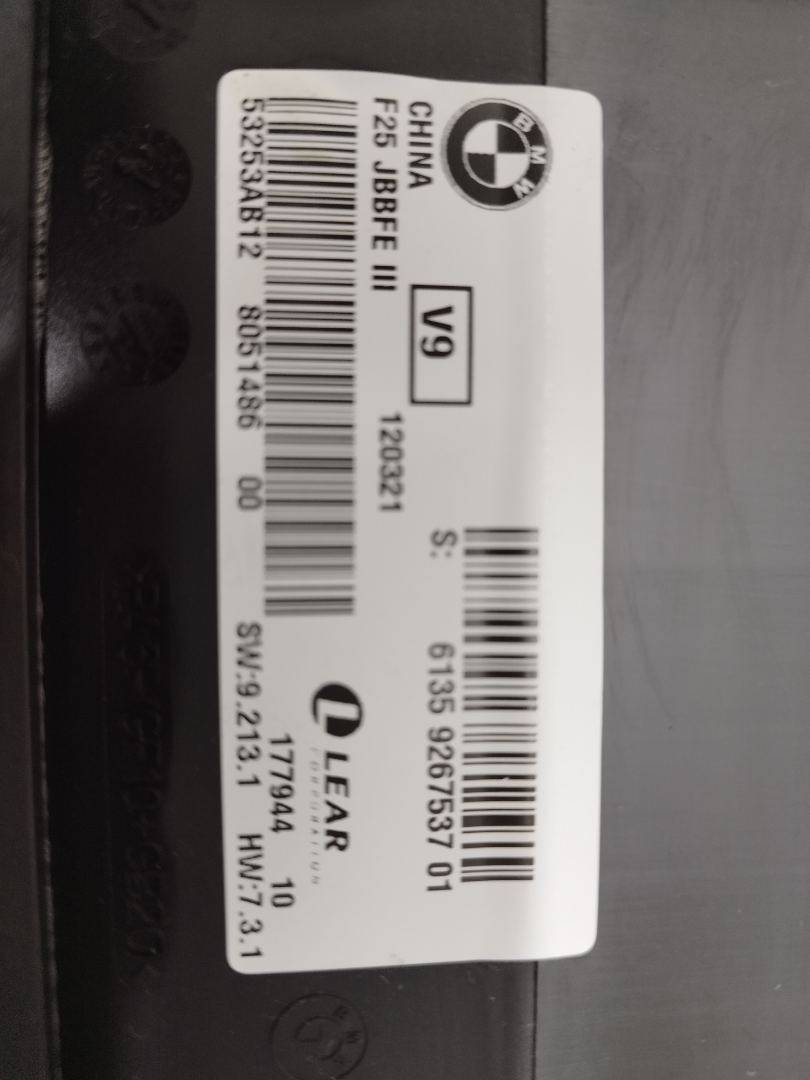 BMW
CHINA
V9
S: 6135 9267537 01
F25 JBBFE III
120321
LEAR
CORPORATION
177944 10
53253AB12 8051486 00
SW:9.213.1 HW:7.3.1